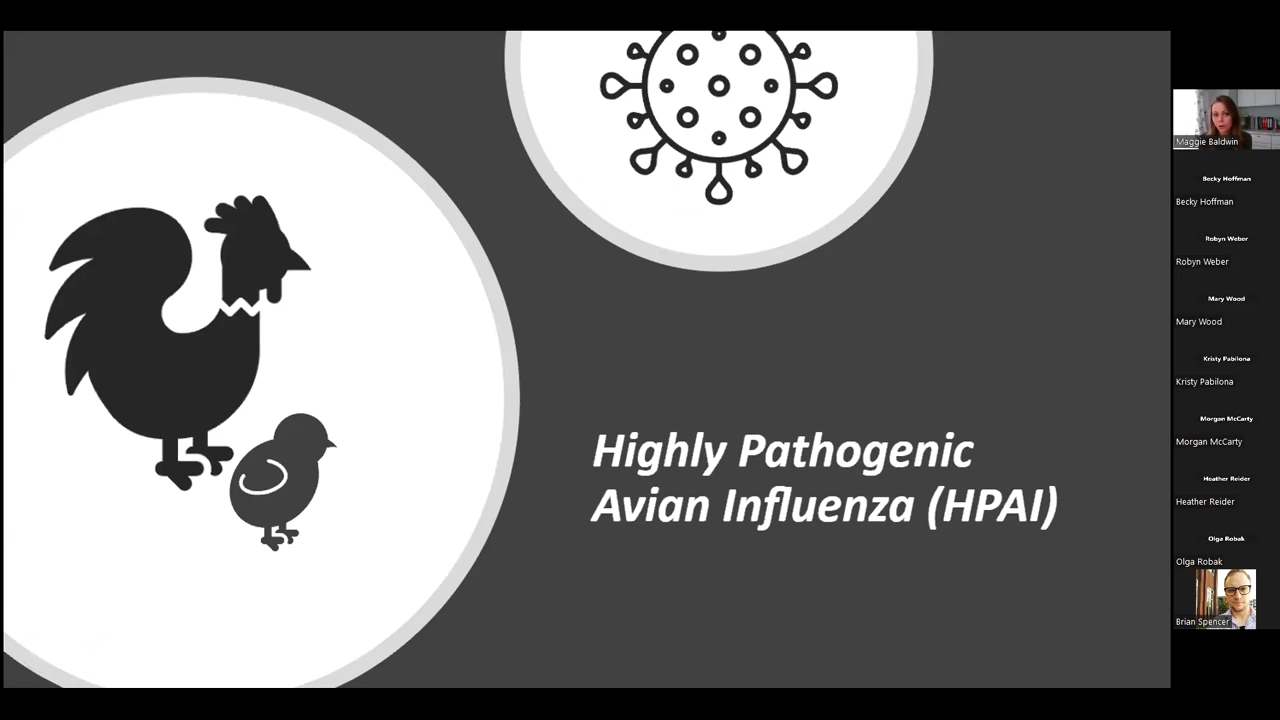 Highly Pathogenic
Avian Influenza (HPAI)
Maggie Baldwin
Becky Hoffman
Becky Hoffman
Robyn Weber
Robyn Weber
Mary Wood
Mary Wood
Kristy Pabilona
Kristy Pabilona
Morgan McCarty
Morgan McCarty
Heather Reider
Heather Reider
Olga Robak
Olga Robak
Brian Spencer